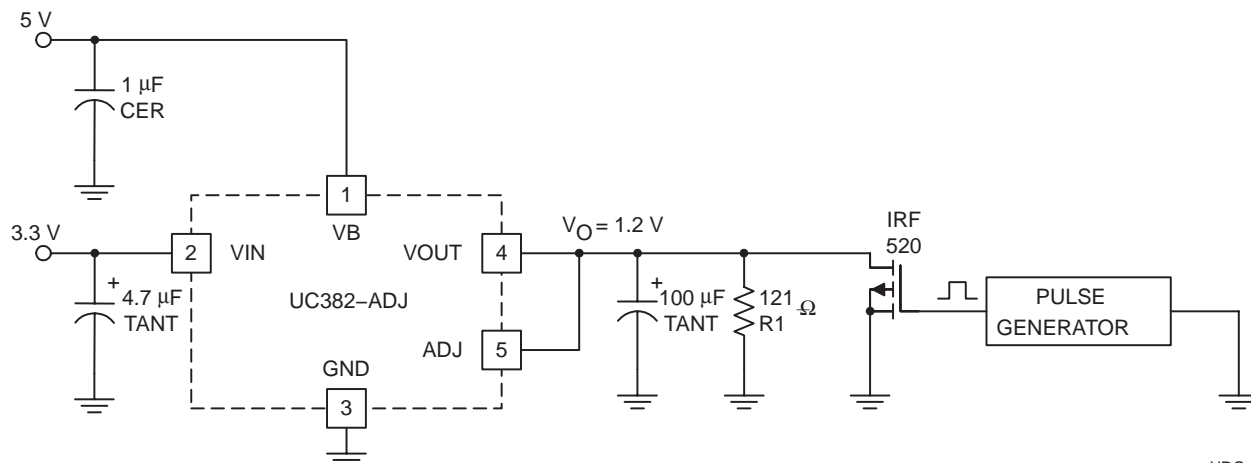 5 V
1 μF
CER
1
VB
3.3 V
2
VIN
VOUT
4
VO = 1.2 V
IRF
520
+
4.7 μF
TANT
UC382–ADJ
+
100 μF
TANT
121 Ω
R1
PULSE
GENERATOR
ADJ
5
GND
3